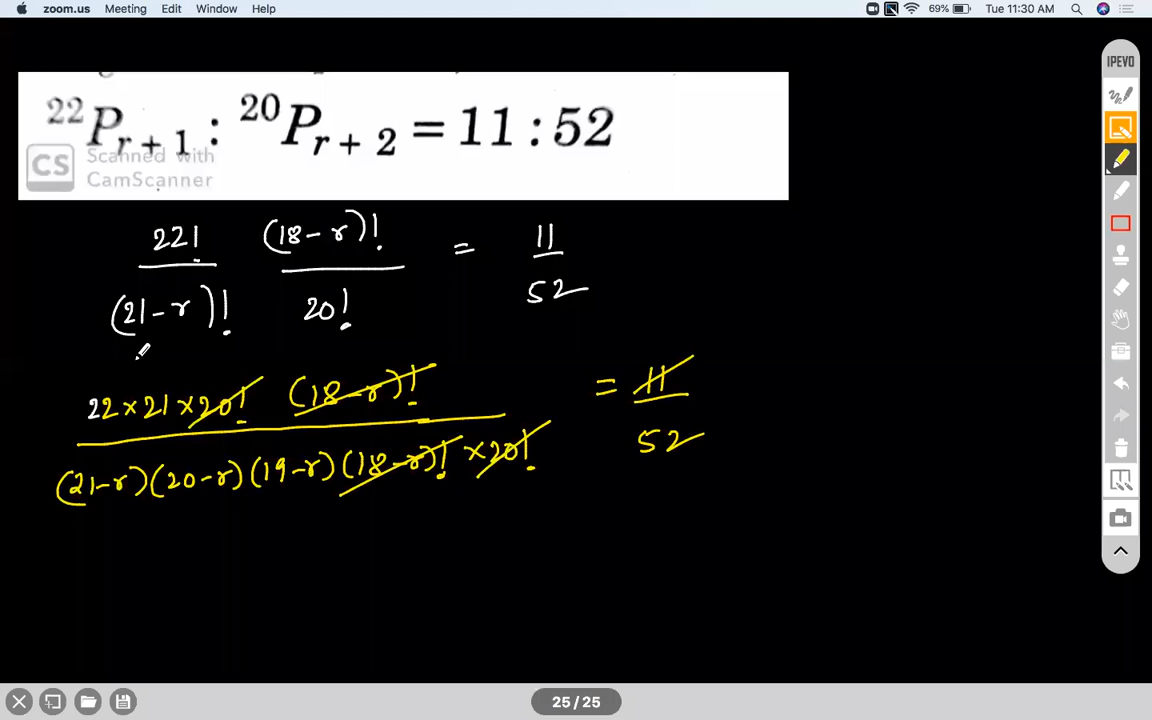 zoom.us Meeting Edit Window Help 69% Tue 11:30 AM
IPEVO
²²Pᵣ₊₁ : ²⁰Pᵣ₊₂ = 11 : 52
CS Scanned with CamScanner
22! (18-r)! = 11
(21-r)! 20! 52
22×21×20! (18-r)! = 11
(21-r)(20-r)(19-r)(18-r)! ×20! 52
25 / 25